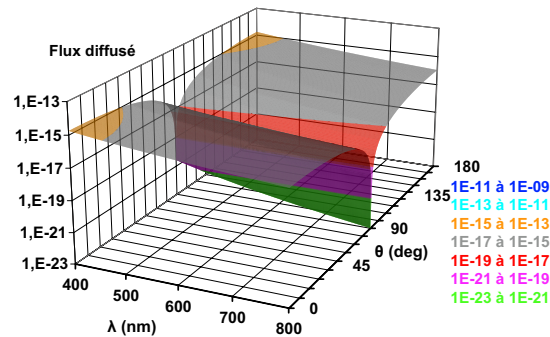 Flux diffusé
1,E-13
1,E-15
1,E-17
1,E-19
1,E-21
1,E-23
400
500
600
700
800
λ (nm)
0
45
90
135
180
θ (deg)
1E-11 à 1E-09
1E-13 à 1E-11
1E-15 à 1E-13
1E-17 à 1E-15
1E-19 à 1E-17
1E-21 à 1E-19
1E-23 à 1E-21